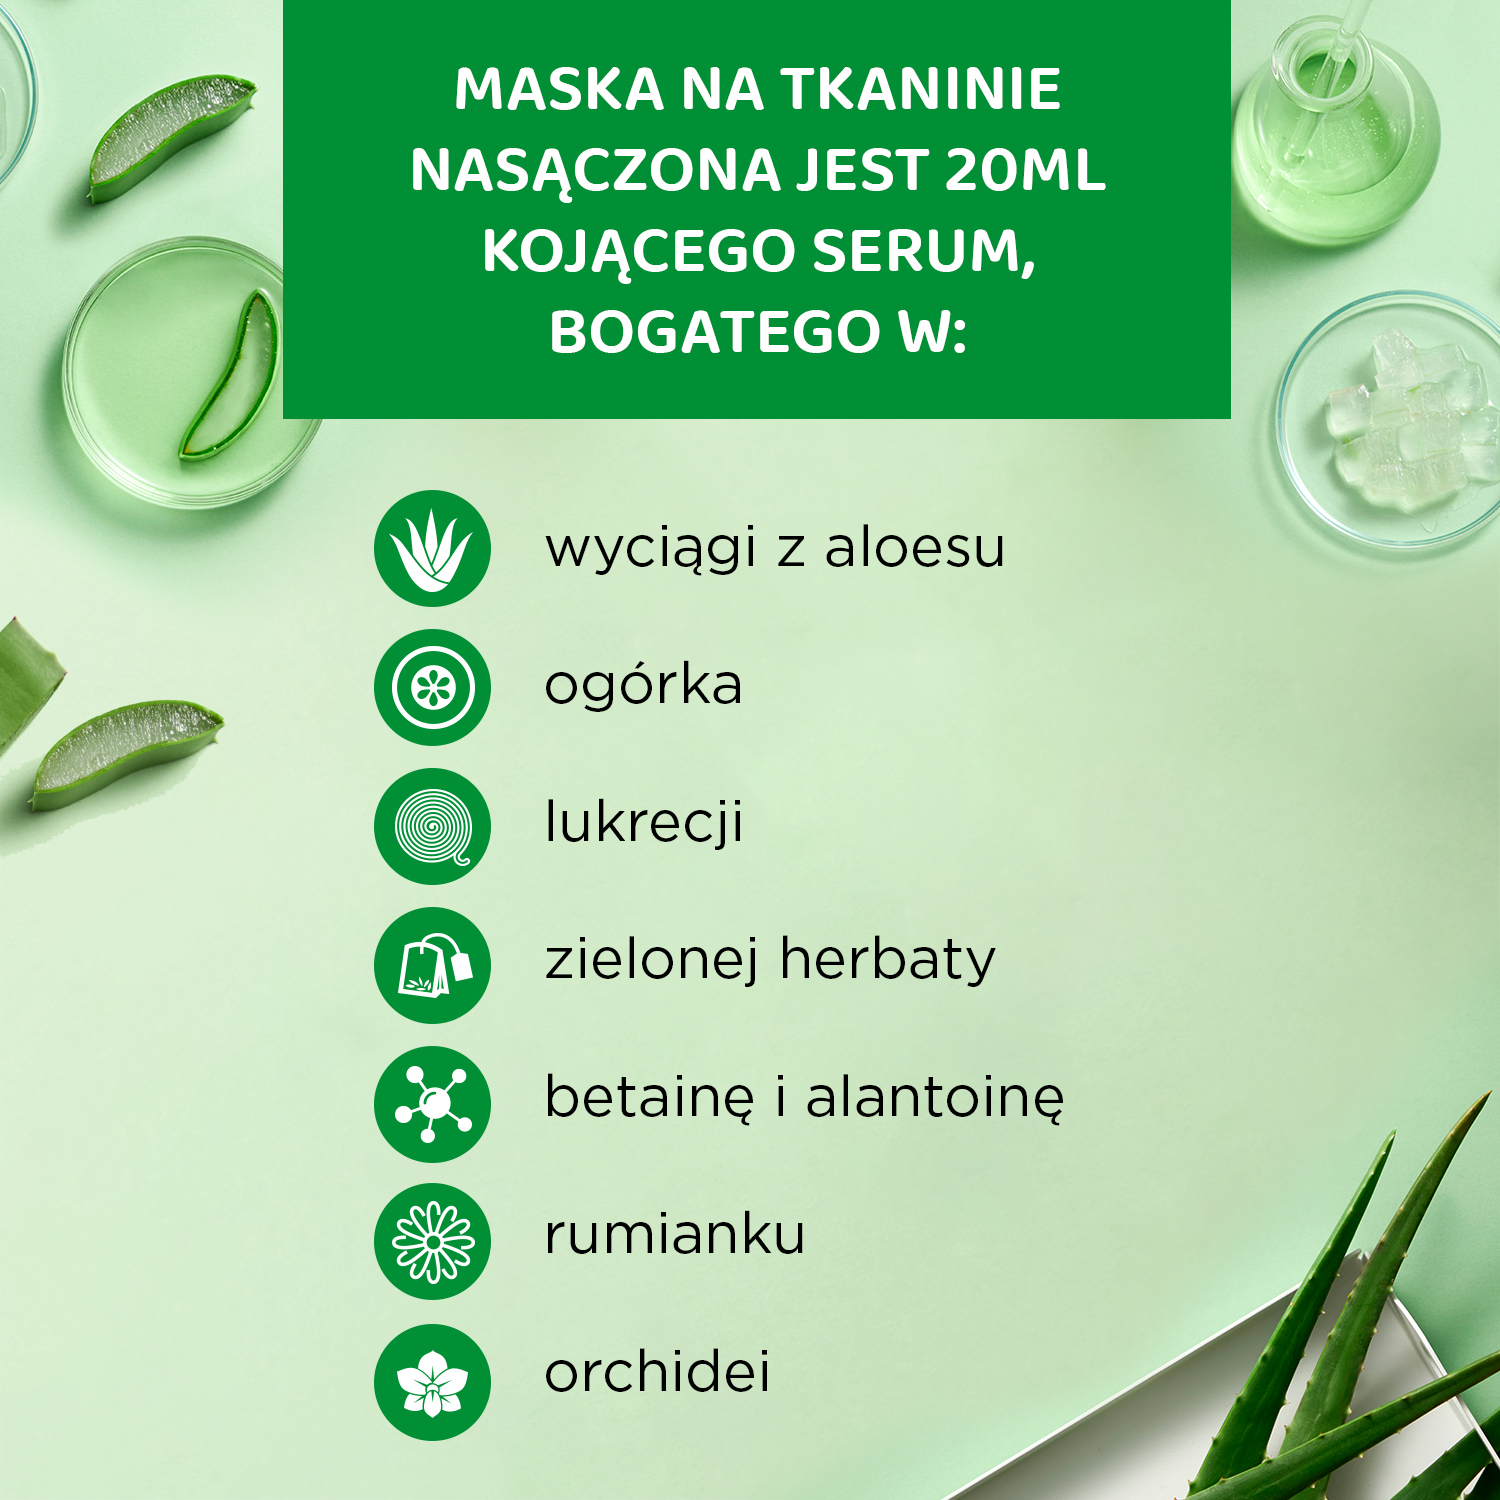 MASKA NA TKANINIE
NASĄCZONA JEST 20ML
KOJĄCEGO SERUM,
BOGATEGO W:
wyciągi z aloesu
ogórka
lukrecji
zielonej herbaty
betainę i alantoinę
rumianku
orchidei